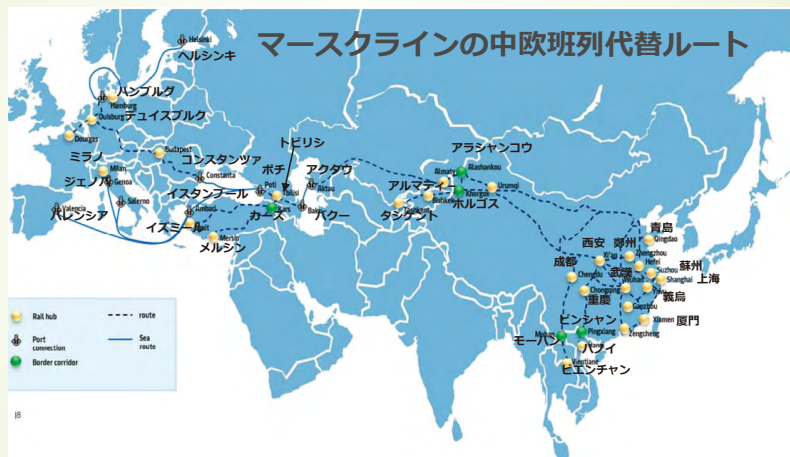 マースクラインの中欧班列代替ルート
Helsinki
ヘルシンキ
ハンブルグ
Hamburg
Duisburg
デュイスブルク
Dourges
ミラノ
Milan
Budapest
コンスタンツァ
Constanta
トビリシ
ジェノバ
Genoa
ポチ
Poti
Tbilisi
アクタウ
Aktau
アラシャンコウ
Alashankou
Almaty
アルマティ
Khorgos
ホルゴス
Urumqi
Bishkek
タシケント
イスタンブール
バレンシア
Valencia
Salerno
Ambarli
カーズ
Kars
バクー
Baku
イズミール
Izmit
メルシン
Mersin
青島
Qingdao
西安
Xi'an
鄭州
Zhengzhou
Hefei
成都
Chengdu
武漢
Wuhan
Suzhou
蘇州
Shanghai
上海
Chongqing
重慶
義烏
Ganzhou
Xiamen
厦門
Zengcheng
ピンシャン
Pingxiang
モーハン
Mohan
ハノイ
Hanoi
Vientiane
ビエンチャン
Rail hub
route
Port connection
Sea route
Border corridor